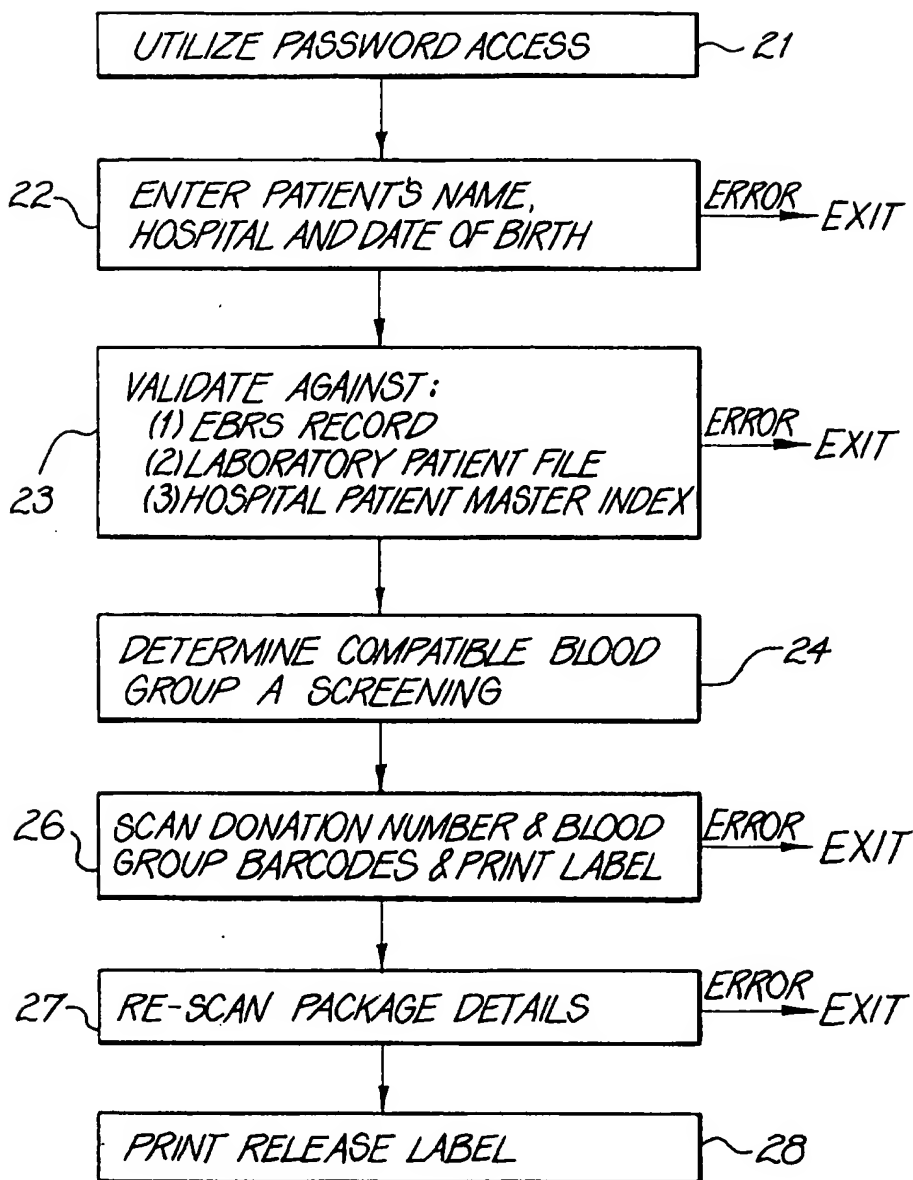 UTILIZE PASSWORD ACCESS
21
22
ENTER PATIENT'S NAME,
HOSPITAL AND DATE OF BIRTH
ERROR
EXIT
23
VALIDATE AGAINST:
(1) EBRS RECORD
(2) LABORATORY PATIENT FILE
(3) HOSPITAL PATIENT MASTER INDEX
ERROR
EXIT
DETERMINE COMPATIBLE BLOOD
GROUP A SCREENING
24
26
SCAN DONATION NUMBER & BLOOD
GROUP BARCODES & PRINT LABEL
ERROR
EXIT
27
RE-SCAN PACKAGE DETAILS
ERROR
EXIT
PRINT RELEASE LABEL
28